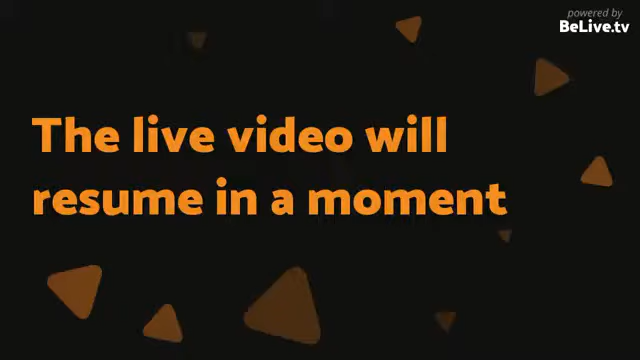 powered by
BeLive.tv
The live video will
resume in a moment